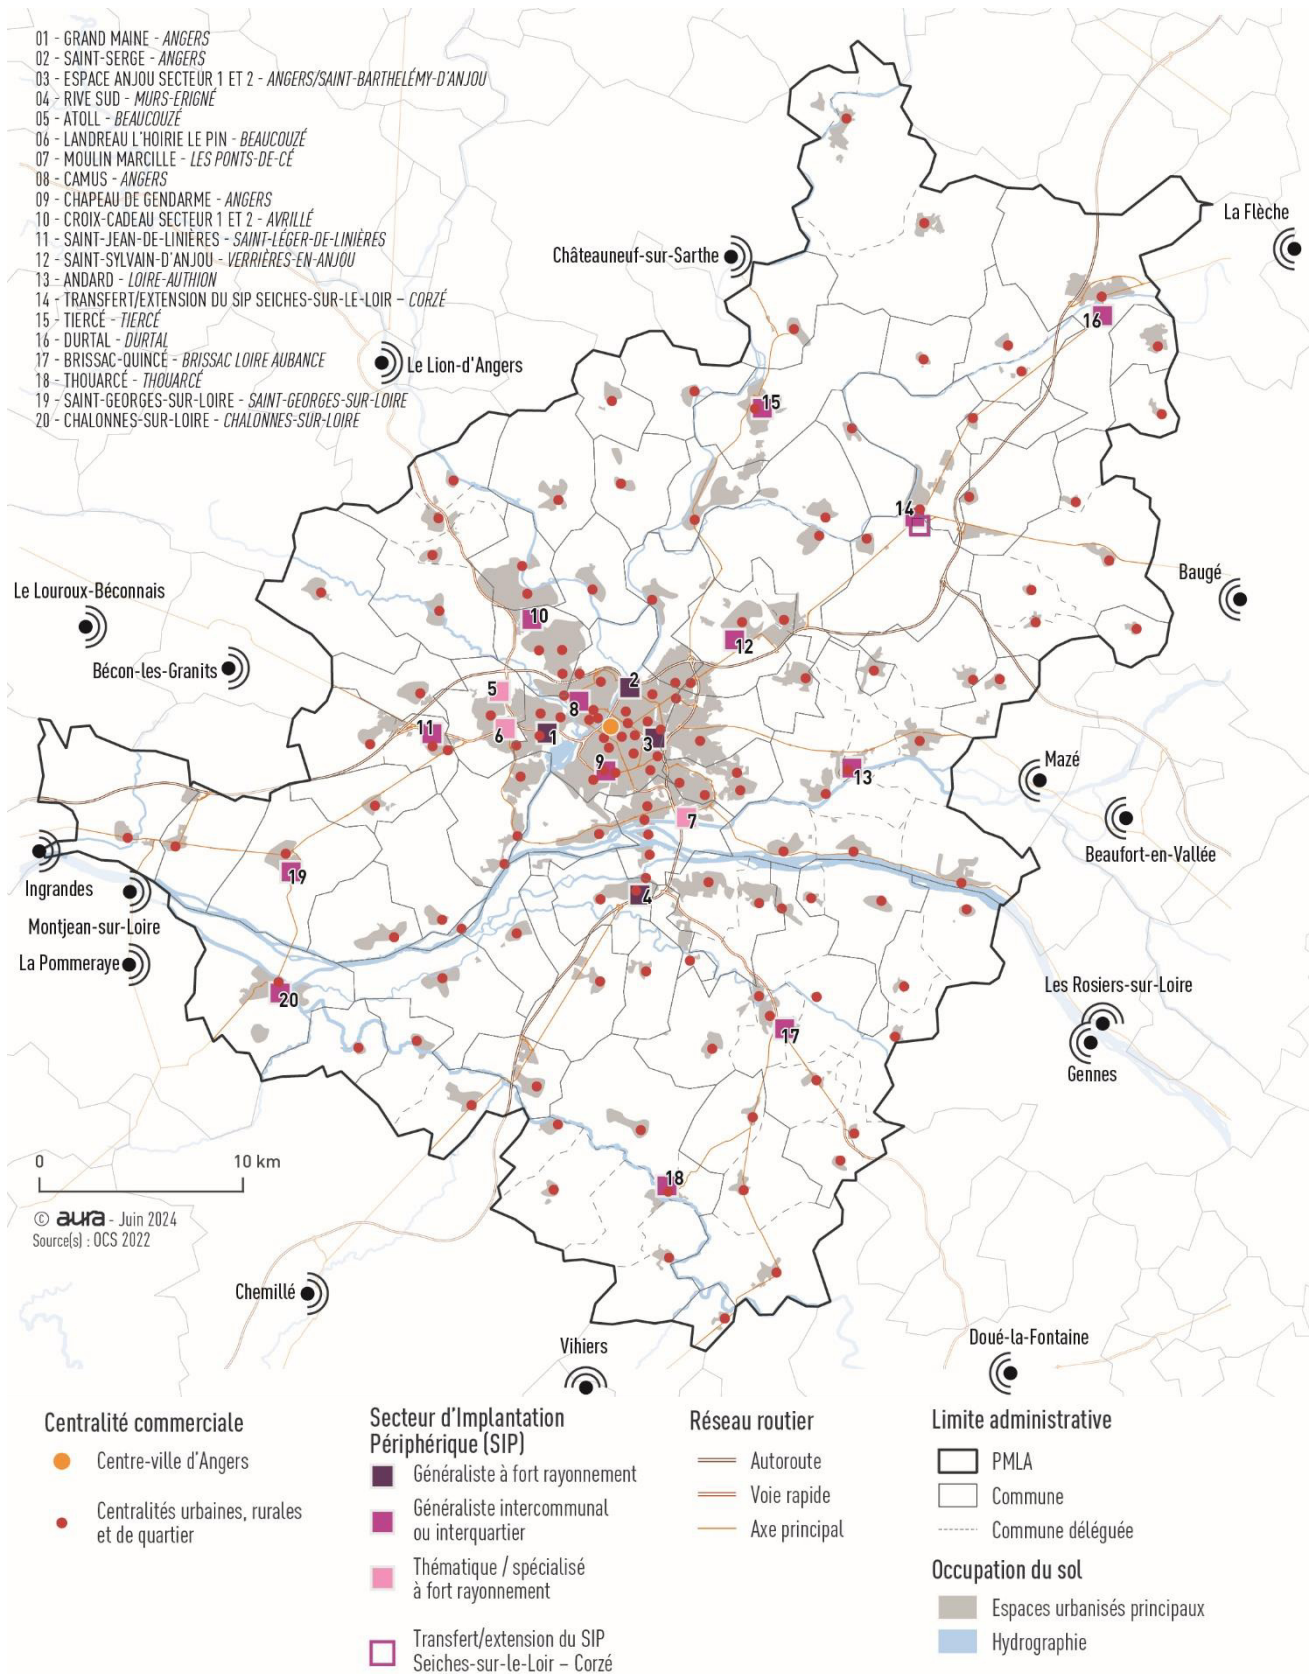 01 - GRAND MAINE - ANGERS
02 - SAINT-SERGE - ANGERS
03 - ESPACE ANJOU SECTEUR 1 ET 2 - ANGERS/SAINT-BARTHELÉMY-D'ANJOU
04 - RIVE SUD - MURS-ERIGNÉ
05 - ATOLL - BEAUCOUZÉ
06 - LANDREAU L'HOIRIE LE PIN - BEAUCOUZÉ
07 - MOULIN MARCILLE - LES PONTS-DE-CÉ
08 - CAMUS - ANGERS
09 - CHAPEAU DE GENDARME - ANGERS
10 - CROIX-CADEAU SECTEUR 1 ET 2 - AVRILLÉ
11 - SAINT-JEAN-DE-LINIÈRES - SAINT-LÉGER-DE-LINIÈRES
12 - SAINT-SYLVAIN-D'ANJOU - VERRIÈRES-EN-ANJOU
13 - ANDARD - LOIRE-AUTHION
14 - TRANSFERT/EXTENSION DU SIP SEICHES-SUR-LE-LOIR – CORZÉ
15 - TIERCÉ - TIERCÉ
16 - DURTAL - DURTAL
17 - BRISSAC-QUINCÉ - BRISSAC LOIRE AUBANCE
18 - THOUARCÉ - THOUARCÉ
19 - SAINT-GEORGES-SUR-LOIRE - SAINT-GEORGES-SUR-LOIRE
20 - CHALONNES-SUR-LOIRE - CHALONNES-SUR-LOIRE
La Flèche
Châteauneuf-sur-Sarthe
16
Le Lion-d'Angers
15
14
Baugé
Le Louroux-Béconnais
10
12
Bécon-les-Granits
2
5
8
11
6
1
3
Mazé
9
13
7
Beaufort-en-Vallée
19
Ingrandes
4
Montjean-sur-Loire
La Pommeraye
20
Les Rosiers-sur-Loire
17
Gennes
0
10 km
18
© aura - Juin 2024
Source(s) : OCS 2022
Chemillé
Vihiers
Doué-la-Fontaine
Centralité commerciale
Centre-ville d'Angers
Centralités urbaines, rurales
et de quartier
Secteur d'Implantation
Périphérique (SIP)
Généraliste à fort rayonnement
Généraliste intercommunal
ou interquartier
Thématique / spécialisé
à fort rayonnement
Transfert/extension du SIP
Seiches-sur-le-Loir – Corzé
Réseau routier
Autoroute
Voie rapide
Axe principal
Limite administrative
PMLA
Commune
Commune déléguée
Occupation du sol
Espaces urbanisés principaux
Hydrographie